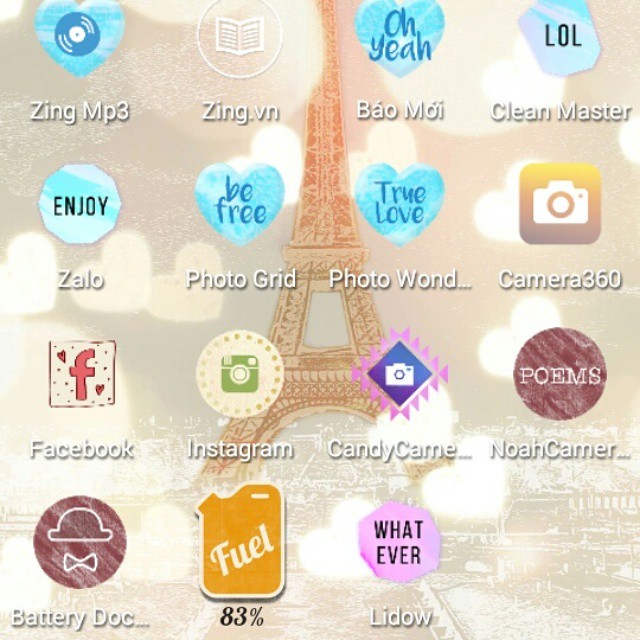 Oh
Yeah
LOL
Zing Mp3
Zing.vn
Báo Mới
Clean Master
ENJOY
be
free
True
Love
Zalo
Photo Grid
Photo Wond...
Camera360
f
POEMS
Facebook
Instagram
CandyCame...
NoahCamer...
Fuel
WHAT
EVER
Battery Doc...
83%
Lidow